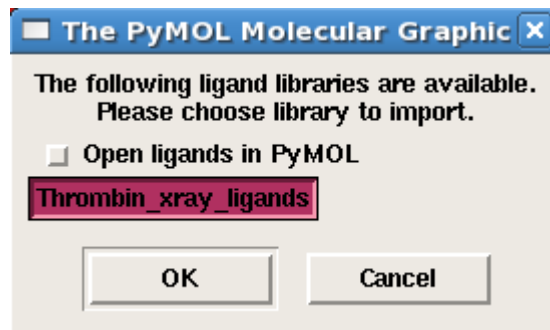 The PyMOL Molecular Graphic
The following ligand libraries are available.
Please choose library to import.
Open ligands in PyMOL
Thrombin_xray_ligands
OK Cancel